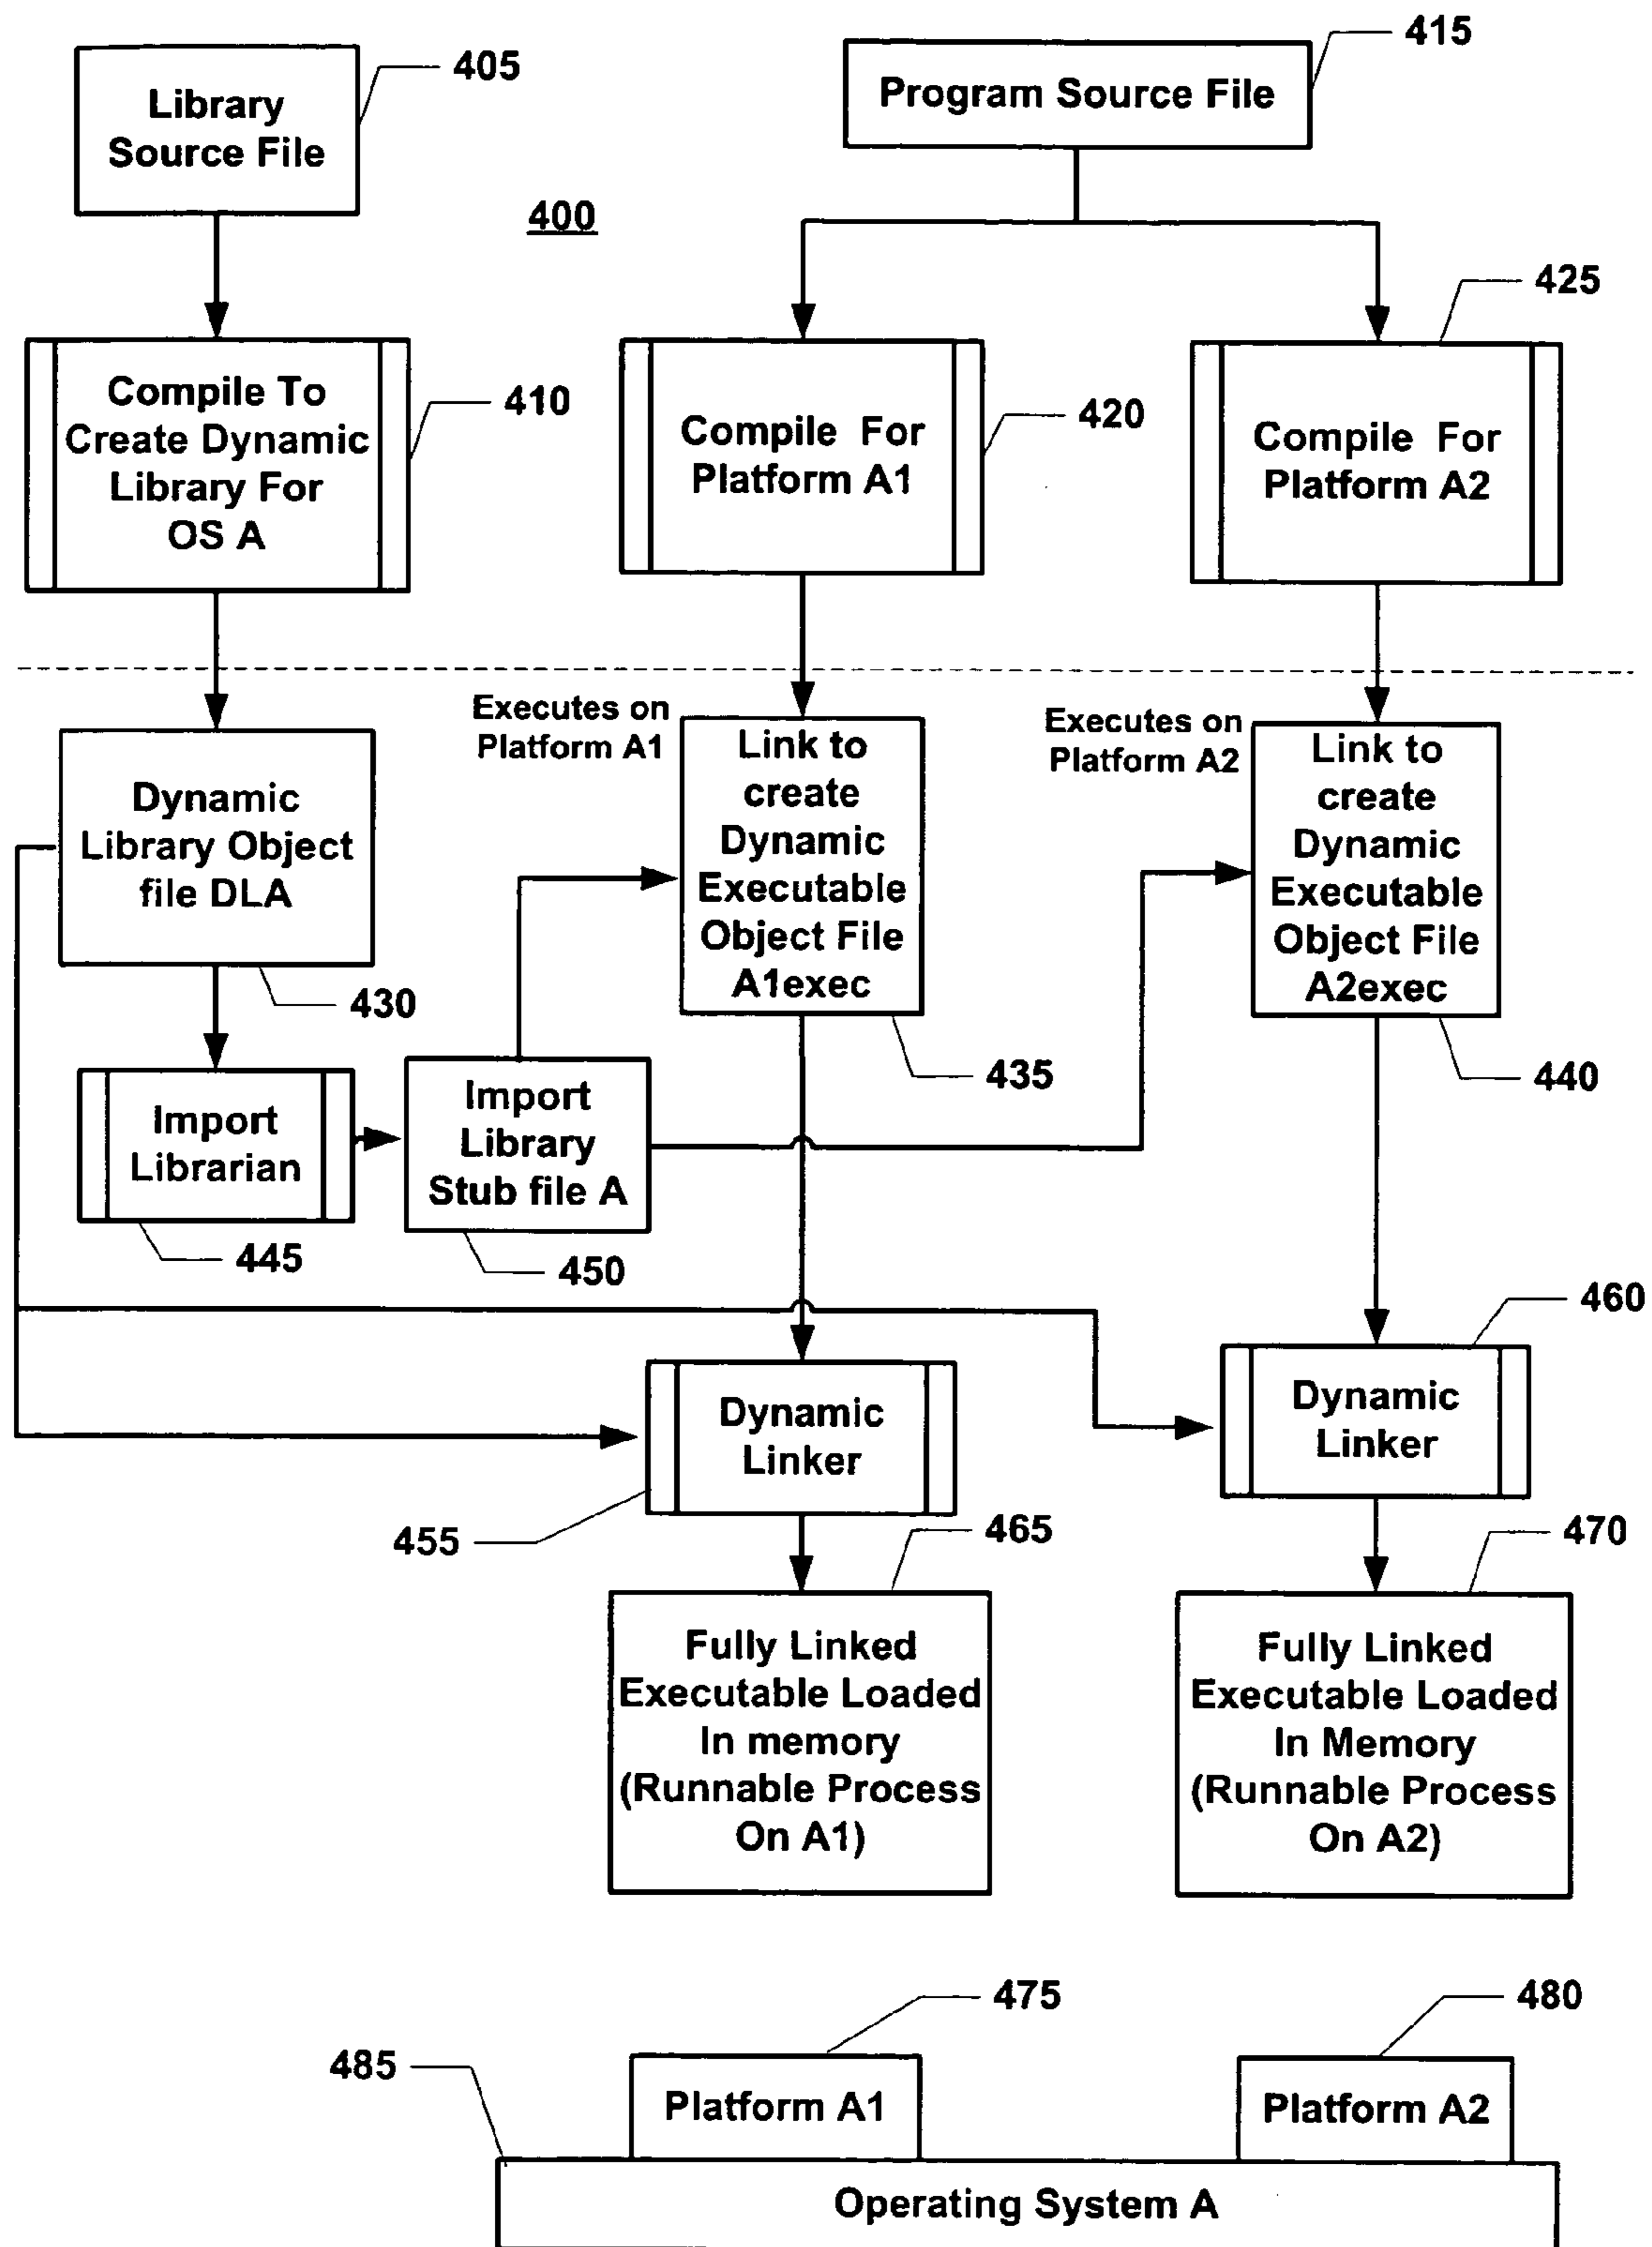 415
405
Program Source File
Library
Source File
400
425
Compile To
Create Dynamic
Library For
OS A
410
Compile For
Platform A1
420
Compile For
Platform A2
Executes on
Platform A1
Executes on
Platform A2
Dynamic
Library Object
file DLA
Link to
create
Dynamic
Executable
Object File
A1exec
Link to
create
Dynamic
Executable
Object File
A2exec
430
435
440
Import
Librarian
Import
Library
Stub file A
445
450
460
Dynamic
Linker
Dynamic
Linker
455
465
470
Fully Linked
Executable Loaded
In memory
(Runnable Process
On A1)
Fully Linked
Executable Loaded
In Memory
(Runnable Process
On A2)
475
480
485
Platform A1
Platform A2
Operating System A